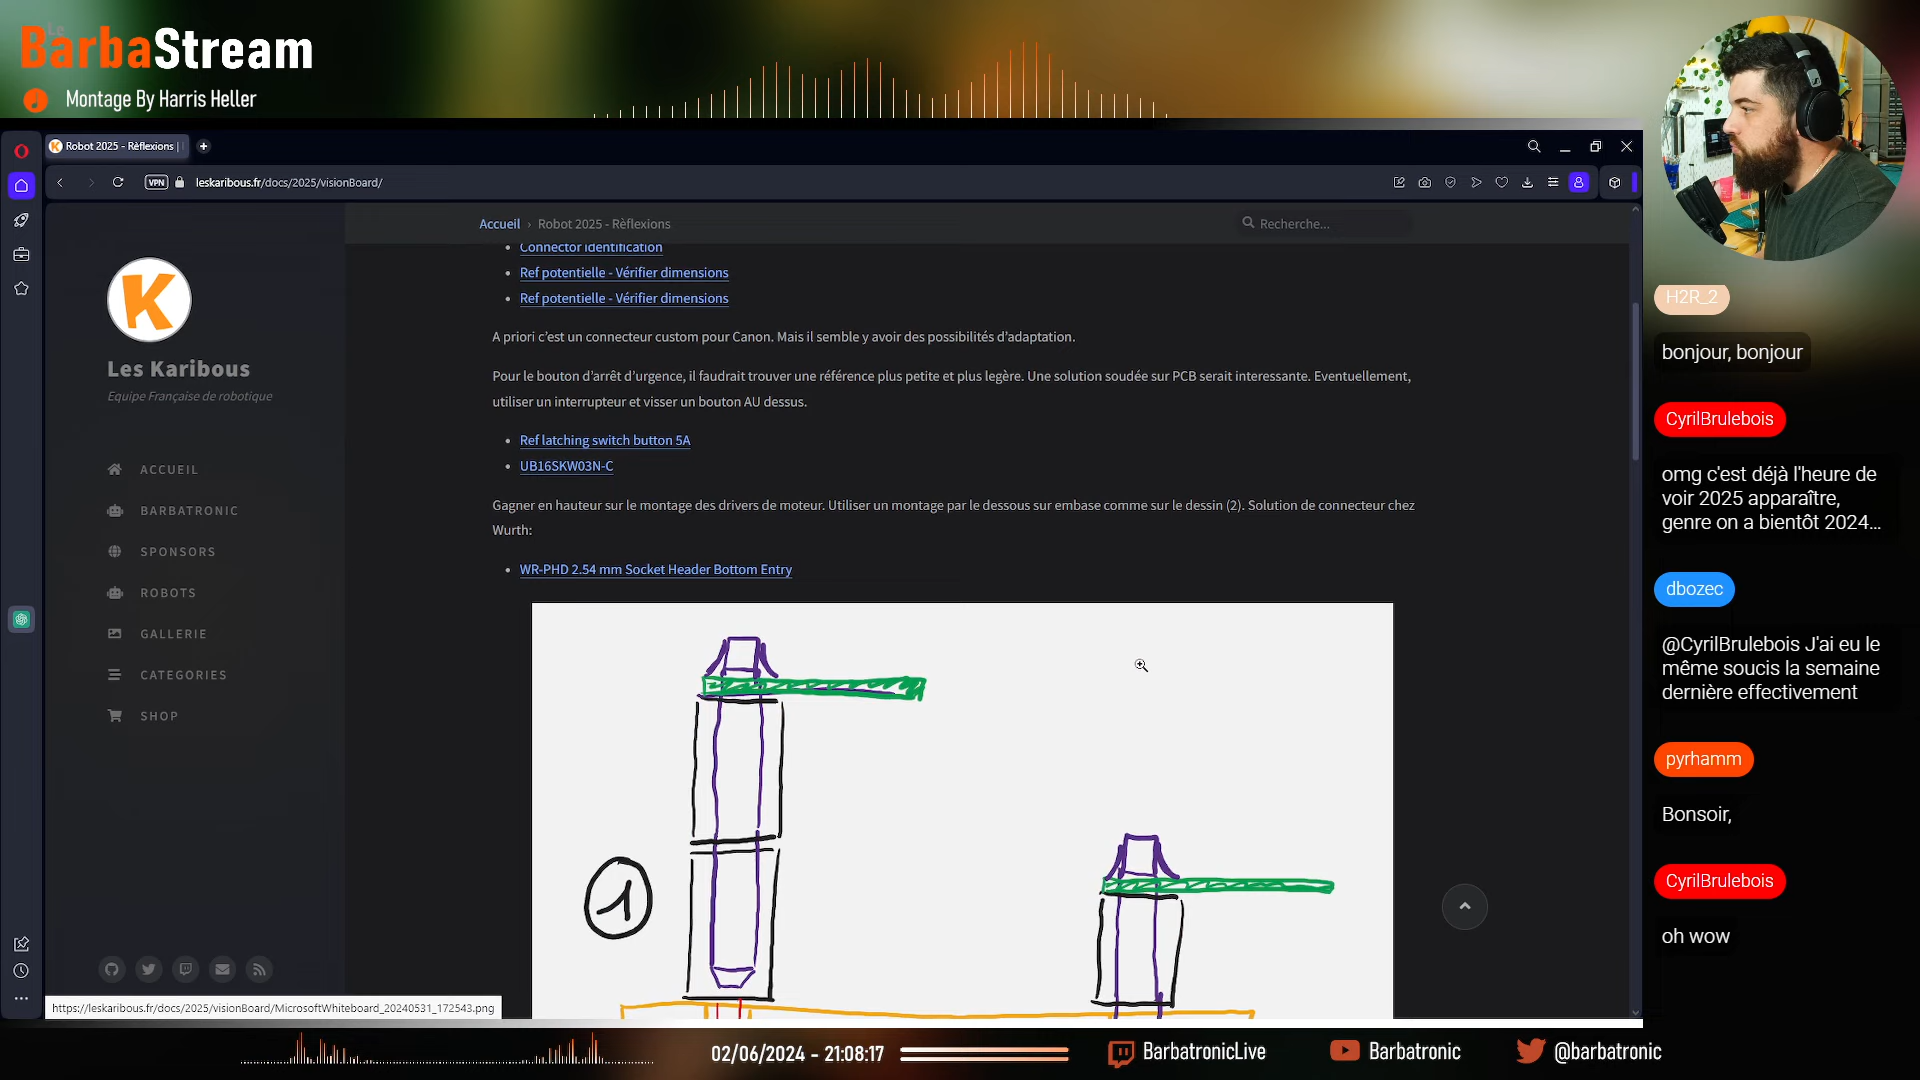 Le
BarbaStream
Montage By Harris Heller
Robot 2025 - Rèflexions |
VPN
leskaribous.fr/docs/2025/visionBoard/
Accueil › Robot 2025 - Rèflexions
Recherche...
K
Les Karibous
Equipe Française de robotique
ACCUEIL
BARBATRONIC
SPONSORS
ROBOTS
GALLERIE
CATEGORIES
SHOP
Connector identification
Ref potentielle - Vérifier dimensions
Ref potentielle - Vérifier dimensions
A priori c’est un connecteur custom pour Canon. Mais il semble y avoir des possibilités d’adaptation.
Pour le bouton d’arrêt d’urgence, il faudrait trouver une référence plus petite et plus legère. Une solution soudée sur PCB serait interessante. Eventuellement,
utiliser un interrupteur et visser un bouton AU dessus.
Ref latching switch button 5A
UB16SKW03N-C
Gagner en hauteur sur le montage des drivers de moteur. Utiliser un montage par le dessous sur embase comme sur le dessin (2). Solution de connecteur chez
Wurth:
WR-PHD 2.54 mm Socket Header Bottom Entry
1
https://leskaribous.fr/docs/2025/visionBoard/MicrosoftWhiteboard_20240531_172543.png
H2R_2
bonjour, bonjour
CyrilBrulebois
omg c'est déjà l'heure de
voir 2025 apparaître,
genre on a bientôt 2024...
dbozec
@CyrilBrulebois J'ai eu le
même soucis la semaine
dernière effectivement
pyrhamm
Bonsoir,
CyrilBrulebois
oh wow
02/06/2024 - 21:08:17
BarbatronicLive
Barbatronic
@barbatronic